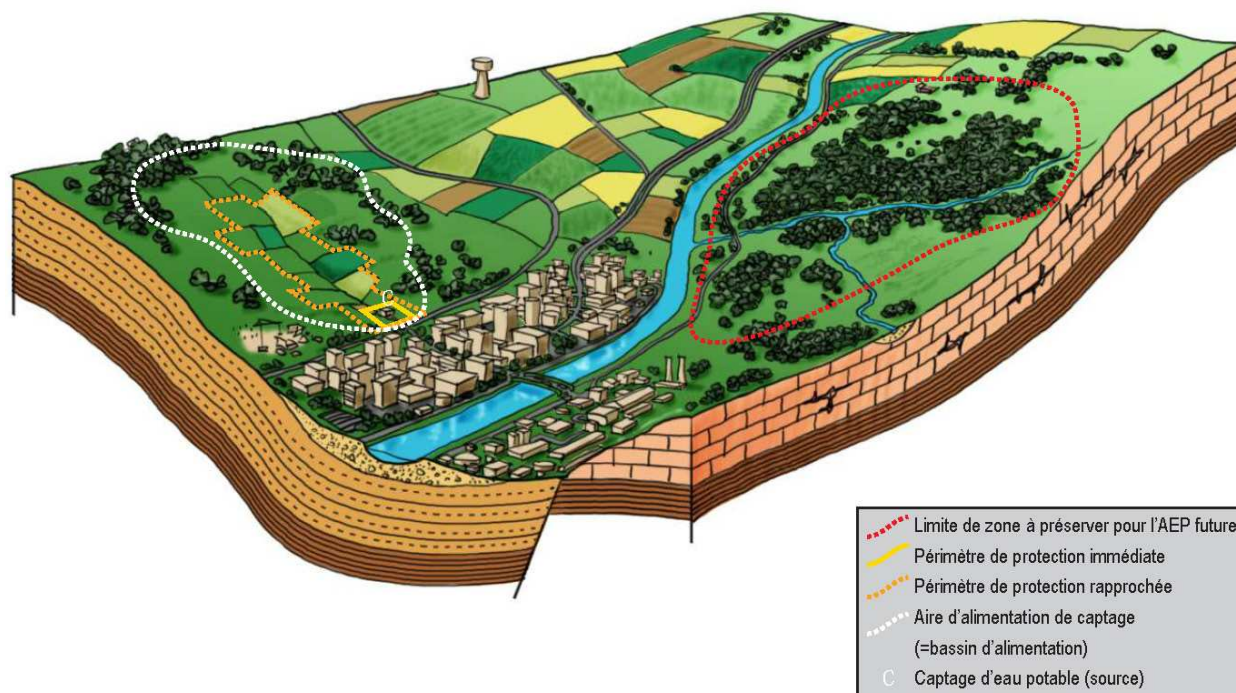 C
Limite de zone à préserver pour l'AEP future
Périmètre de protection immédiate
Périmètre de protection rapprochée
Aire d'alimentation de captage
(=bassin d'alimentation)
C Captage d'eau potable (source)